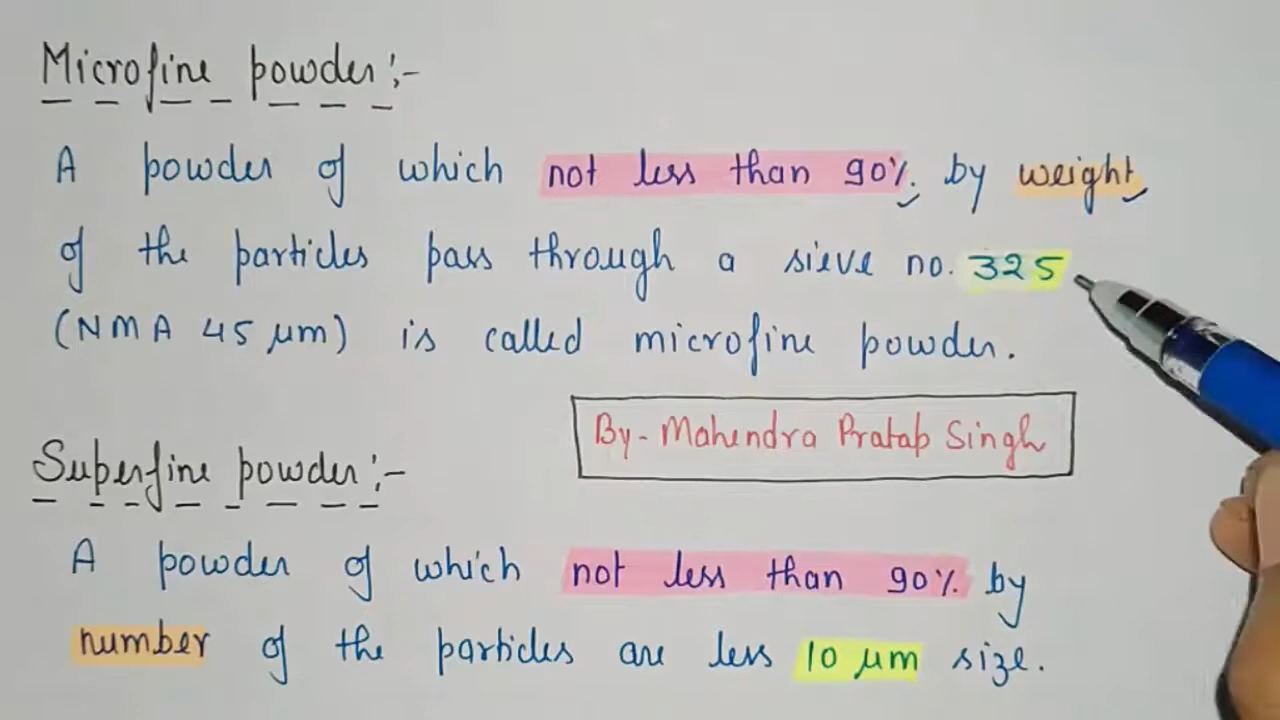 Microfine powder:-
A powder of which not less than 90% by weight
of the particles pass through a sieve no. 325
(NMA 45 µm) is called microfine powder.
By- Mahendra Pratap Singh
Superfine powder:-
A powder of which not less than 90% by
number of the particles are less 10 µm size.